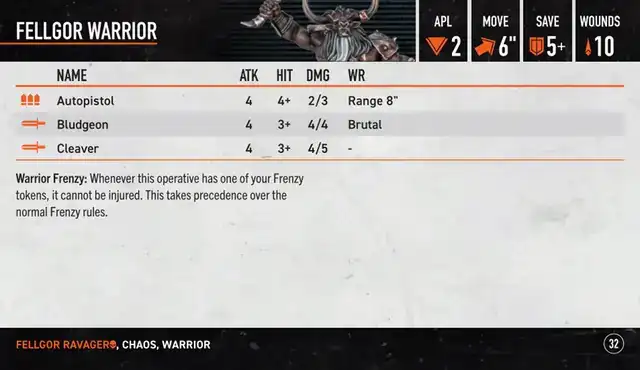 FELLGOR WARRIOR
APL MOVE SAVE WOUNDS
2 6" 5+ 10
NAME ATK HIT DMG WR
Autopistol 4 4+ 2/3 Range 8"
Bludgeon 4 3+ 4/4 Brutal
Cleaver 4 3+ 4/5 -
Warrior Frenzy: Whenever this operative has one of your Frenzy
tokens, it cannot be injured. This takes precedence over the
normal Frenzy rules.
FELLGOR RAVAGER, CHAOS, WARRIOR
32